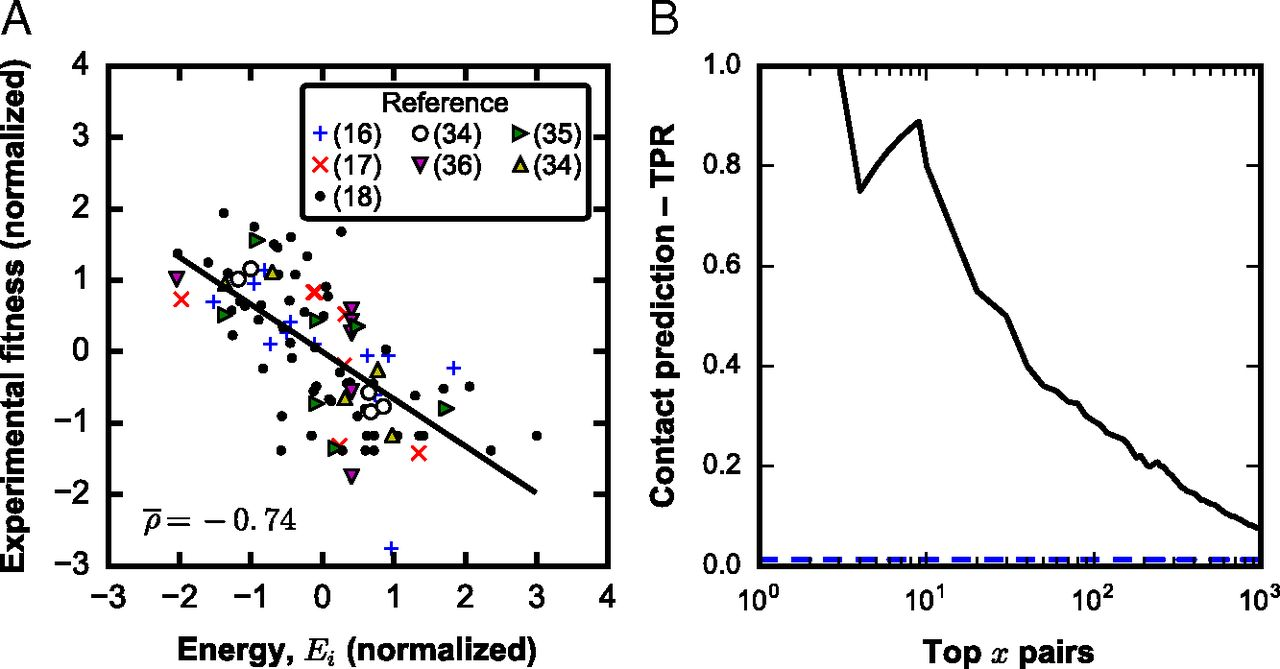 A
Experimental fitness (normalized)
4
3
2
1
0
−1
−2
−3
Reference
(16) (34) (35)
(17) (36) (34)
(18)
ρ̅ = −0.74
−3 −2 −1 0 1 2 3 4
Energy, Eᵢ (normalized)
B
Contact prediction – TPR
1.0
0.8
0.6
0.4
0.2
0.0
10⁰ 10¹ 10² 10³
Top x pairs